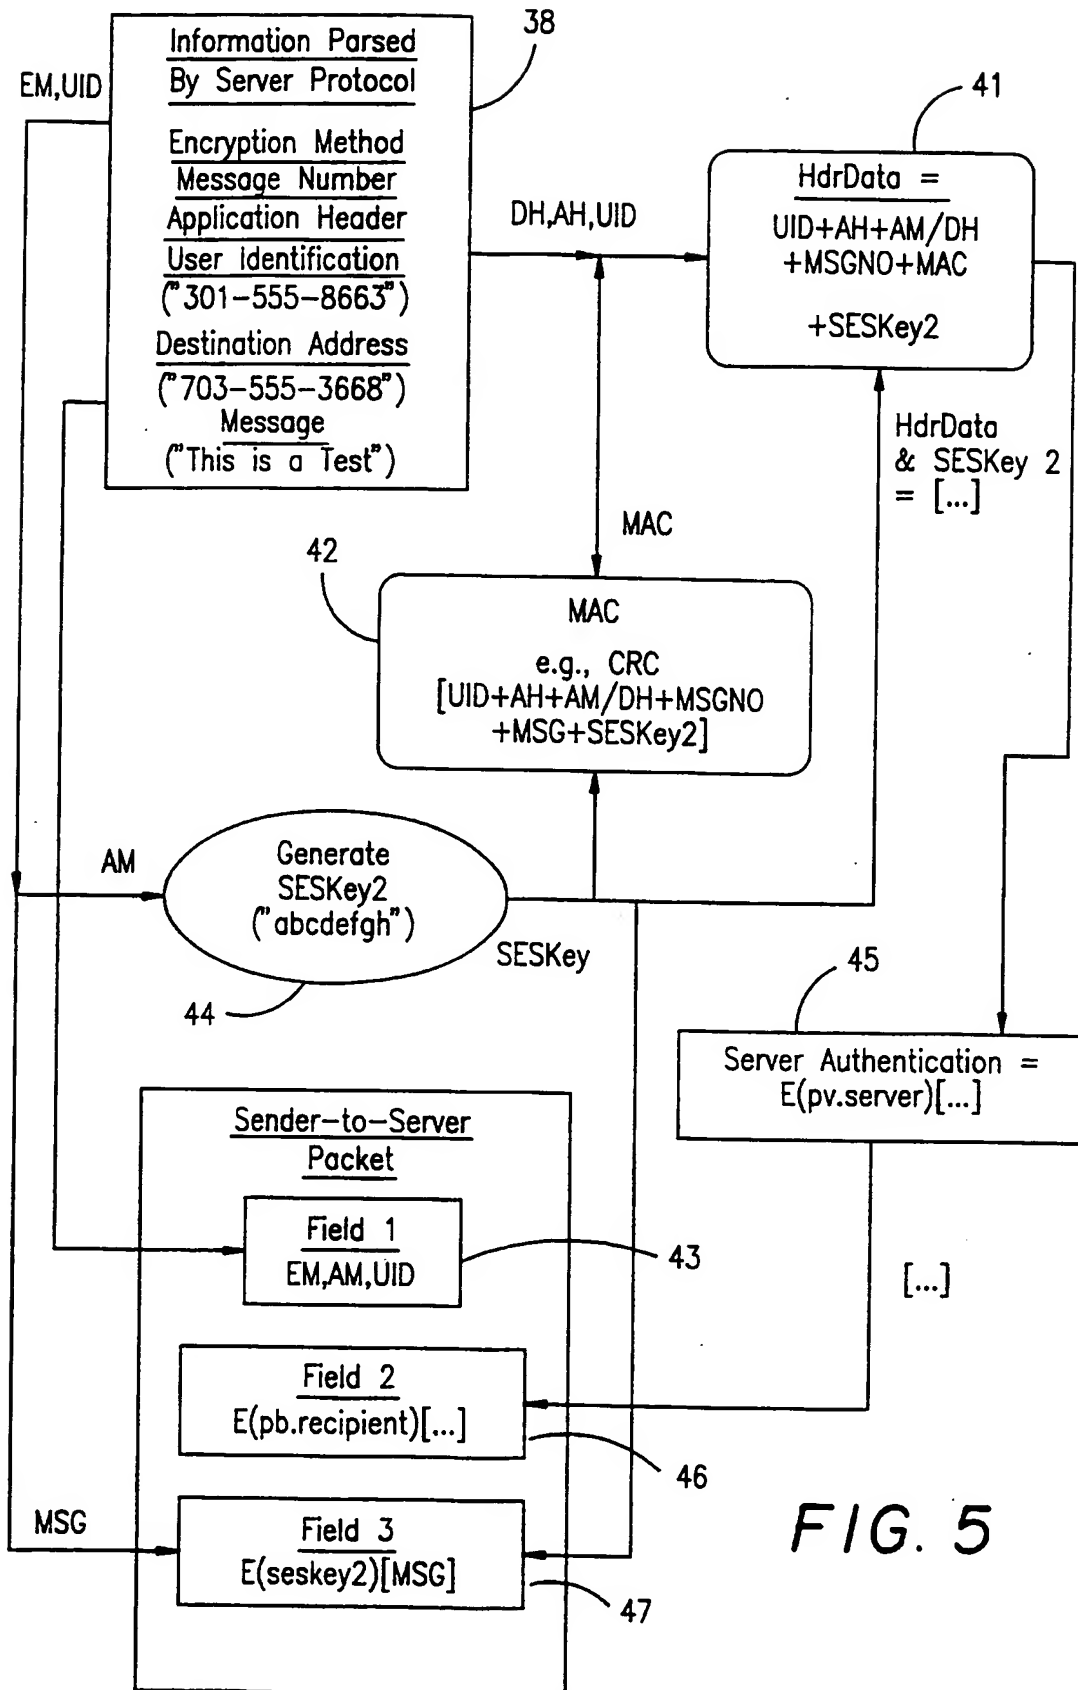 38
Information Parsed
By Server Protocol
EM,UID
Encryption Method
Message Number
Application Header
User Identification
("301-555-8663")
Destination Address
("703-555-3668")
Message
("This is a Test")
DH,AH,UID
41
HdrData =
UID+AH+AM/DH
+MSGNO+MAC
+SESKey2
HdrData
& SESKey 2
= [...]
MAC
42
MAC
e.g., CRC
[UID+AH+AM/DH+MSGNO
+MSG+SESKey2]
AM
Generate
SESKey2
("abcdefgh")
SESKey
44
45
Server Authentication =
E(pv.server)[...]
Sender-to-Server
Packet
Field 1
EM,AM,UID
43
[...]
Field 2
E(pb.recipient)[...]
46
MSG
Field 3
E(seskey2)[MSG]
47
FIG. 5